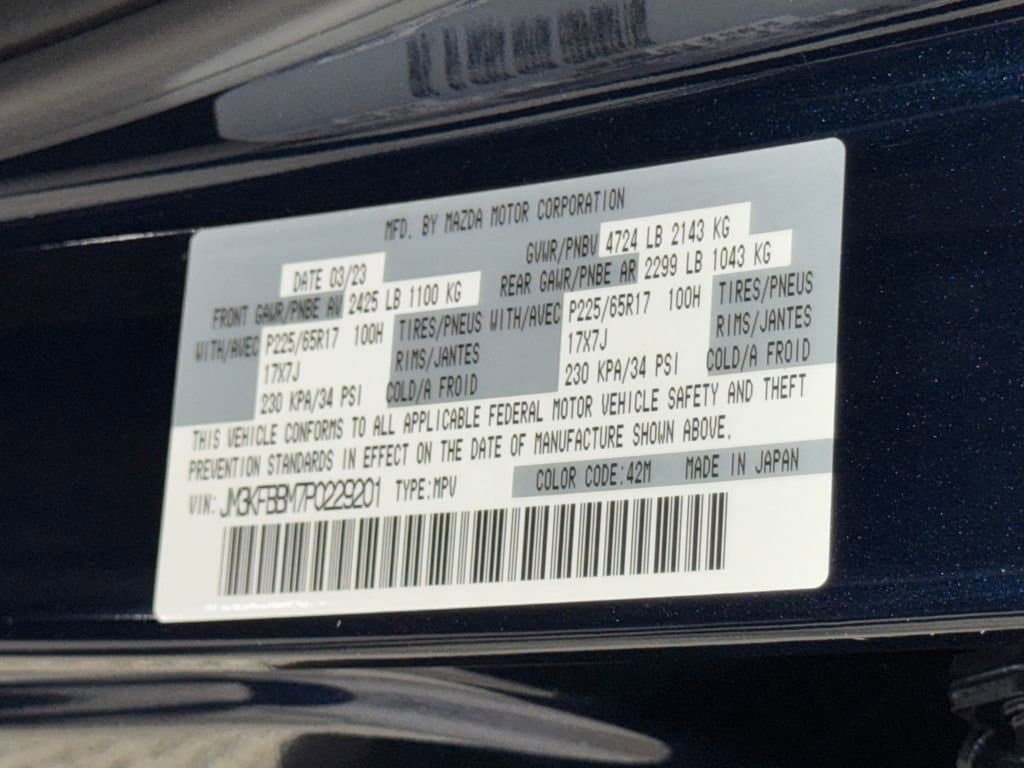 MFD. BY MAZDA MOTOR CORPORATION
DATE 03/23
GVWR/PNBV 4724 LB 2143 KG
FRONT GAWR/PNBE AV 2425 LB 1100 KG
REAR GAWR/PNBE AR 2299 LB 1043 KG
WITH/AVEC P225/65R17 100H TIRES/PNEUS
17X7J RIMS/JANTES
230 KPA/34 PSI COLD/A FROID
WITH/AVEC P225/65R17 100H TIRES/PNEUS
17X7J RIMS/JANTES
230 KPA/34 PSI COLD/A FROID
THIS VEHICLE CONFORMS TO ALL APPLICABLE FEDERAL MOTOR VEHICLE SAFETY AND THEFT
PREVENTION STANDARDS IN EFFECT ON THE DATE OF MANUFACTURE SHOWN ABOVE.
VIN: JM3KFBBM7P0229201 TYPE:MPV
COLOR CODE:42M MADE IN JAPAN